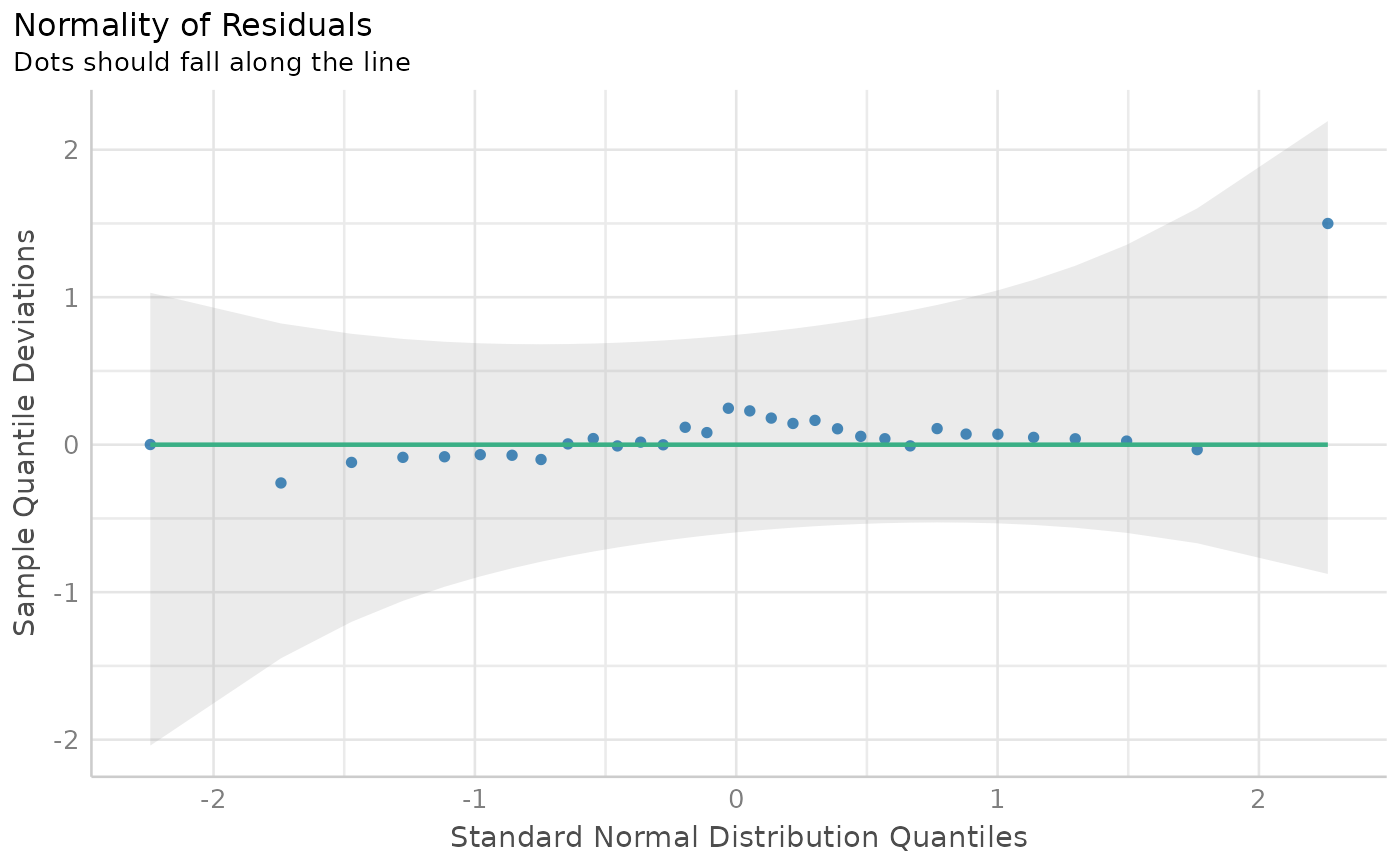 Normality of Residuals
Dots should fall along the line
2
1
0
-1
-2
Sample Quantile Deviations
-2
-1
0
1
2
Standard Normal Distribution Quantiles